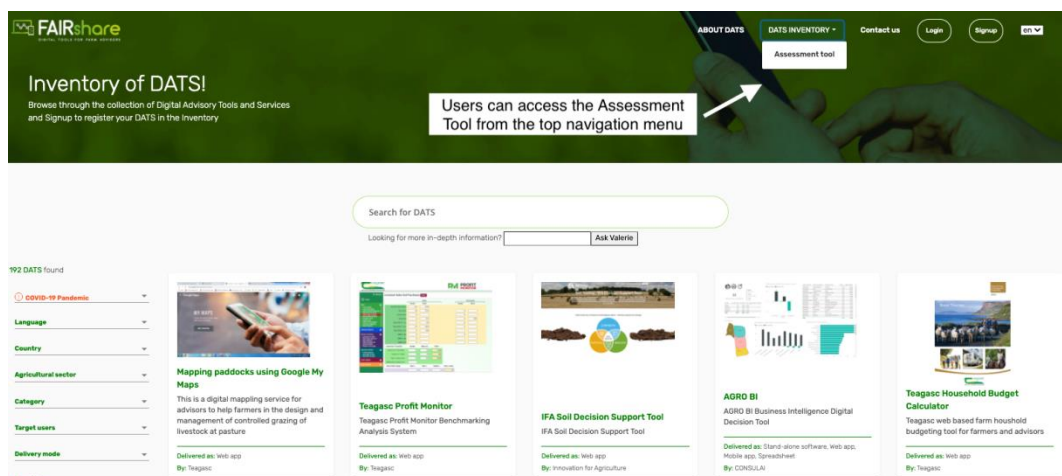 FAIRshare
DIGITAL TOOLS FOR FARM ADVISORS
ABOUT DATS
DATS INVENTORY
Contact us
Login
Signup
en
Assessment tool
Inventory of DATS!
Browse through the collection of Digital Advisory Tools and Services
and Signup to register your DATS in the Inventory
Users can access the Assessment
Tool from the top navigation menu
Search for DATS
Looking for more in-depth information?
Ask Valerie
192 DATS found
COVID-19 Pandemic
Language
Country
Agricultural sector
Category
Target users
Delivery mode
Mapping paddocks using Google My
Maps
This is a digital mapping service for
advisors to help farmers in the design and
management of controlled grazing of
livestock at pasture
Delivered as: Web app
By: Teagasc
Teagasc Profit Monitor
Teagasc Profit Monitor Benchmarking
Analysis System
Delivered as: Web app
By: Teagasc
IFA Soil Decision Support Tool
IFA Soil Decision Support Tool
Delivered as: Web app
By: Innovation for Agriculture
AGRO BI
AGRO BI Business Intelligence Digital
Decision Tool
Delivered as: Stand-alone software, Web app,
Mobile app, Spreadsheet
By: CONSULAI
Teagasc Household Budget
Calculator
Teagasc web based farm houshold
budgeting tool for farmers and advisors
Delivered as: Web app
By: Teagasc